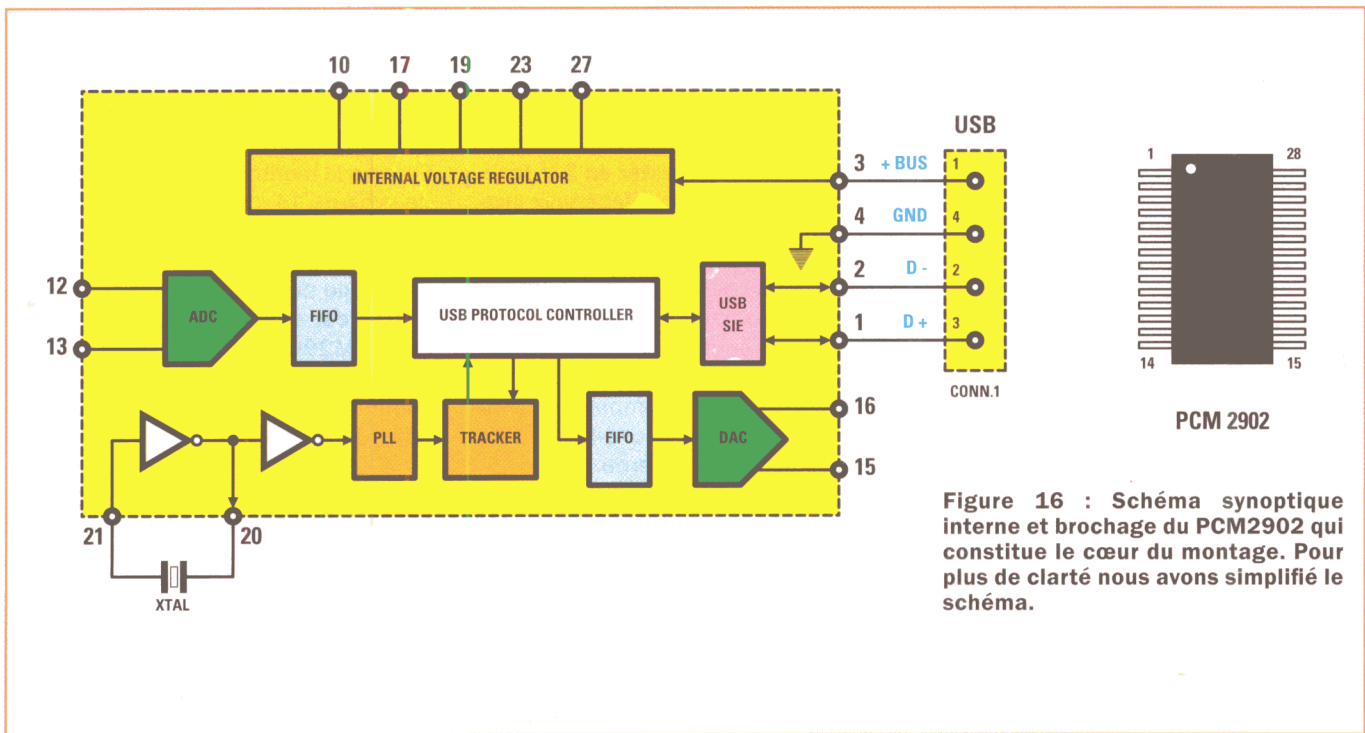 10 17 19 23 27
USB
INTERNAL VOLTAGE REGULATOR
3 + BUS 1
4 GND 4
2 D - 2
1 D + 3
CONN.1
12
13
ADC
FIFO
USB PROTOCOL CONTROLLER
USB
SIE
PLL
TRACKER
FIFO
DAC
16
15
21 20
XTAL
1 28
14 15
PCM 2902
Figure 16 : Schéma synoptique
interne et brochage du PCM2902 qui
constitue le cœur du montage. Pour
plus de clarté nous avons simplifié le
schéma.